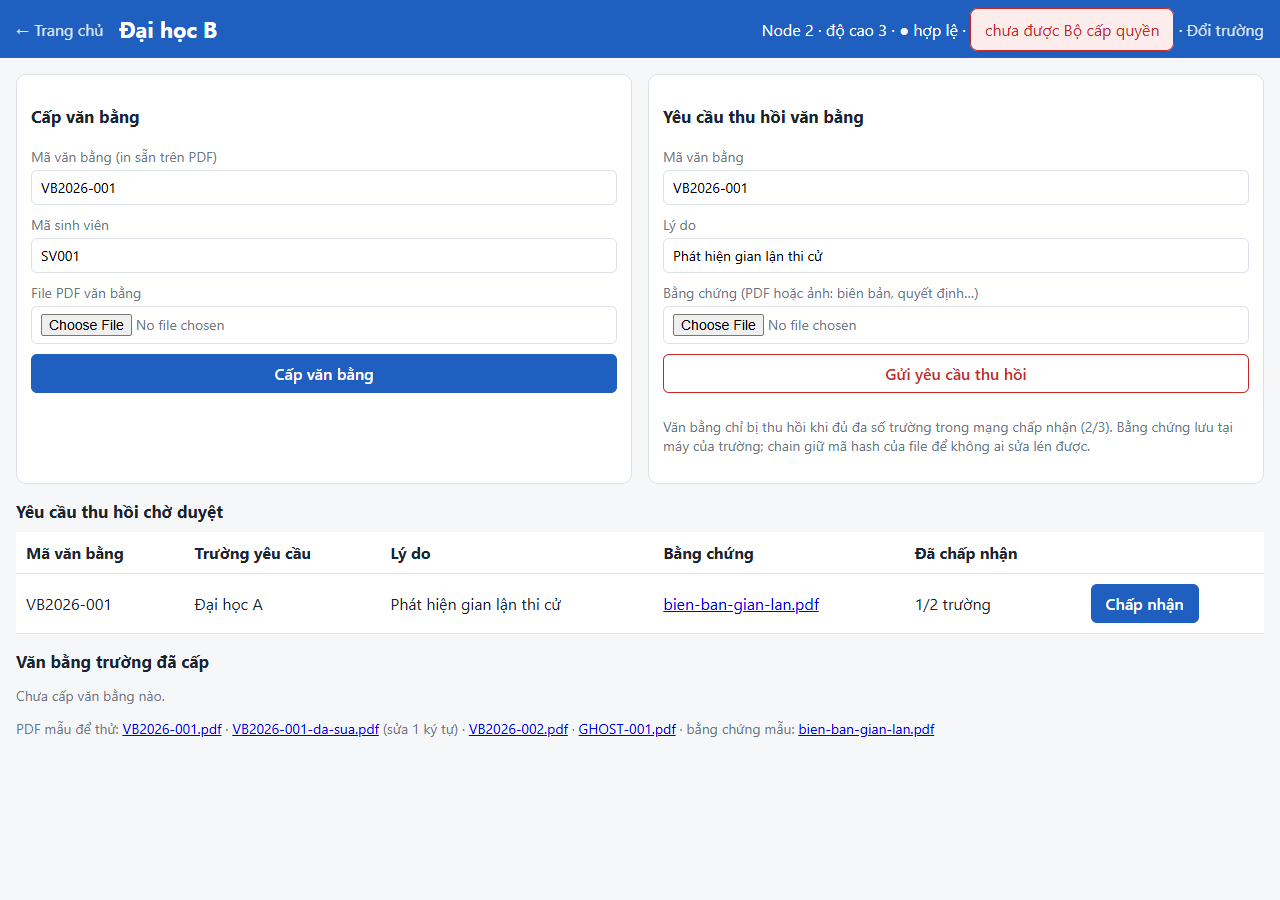 ← Trang chủ Đại học B Node 2 · độ cao 3 · ● hợp lệ · chưa được Bộ cấp quyền · Đổi trường
Cấp văn bằng
Mã văn bằng (in sẵn trên PDF)
VB2026-001
Mã sinh viên
SV001
File PDF văn bằng
Choose File No file chosen
Cấp văn bằng
Yêu cầu thu hồi văn bằng
Mã văn bằng
VB2026-001
Lý do
Phát hiện gian lận thi cử
Bằng chứng (PDF hoặc ảnh: biên bản, quyết định...)
Choose File No file chosen
Gửi yêu cầu thu hồi
Văn bằng chỉ bị thu hồi khi đủ đa số trường trong mạng chấp nhận (2/3). Bằng chứng lưu tại
máy của trường; chain giữ mã hash của file để không ai sửa lén được.
Yêu cầu thu hồi chờ duyệt
Mã văn bằng Trường yêu cầu Lý do Bằng chứng Đã chấp nhận
VB2026-001 Đại học A Phát hiện gian lận thi cử bien-ban-gian-lan.pdf 1/2 trường Chấp nhận
Văn bằng trường đã cấp
Chưa cấp văn bằng nào.
PDF mẫu để thử: VB2026-001.pdf · VB2026-001-da-sua.pdf (sửa 1 ký tự) · VB2026-002.pdf · GHOST-001.pdf · bằng chứng mẫu: bien-ban-gian-lan.pdf